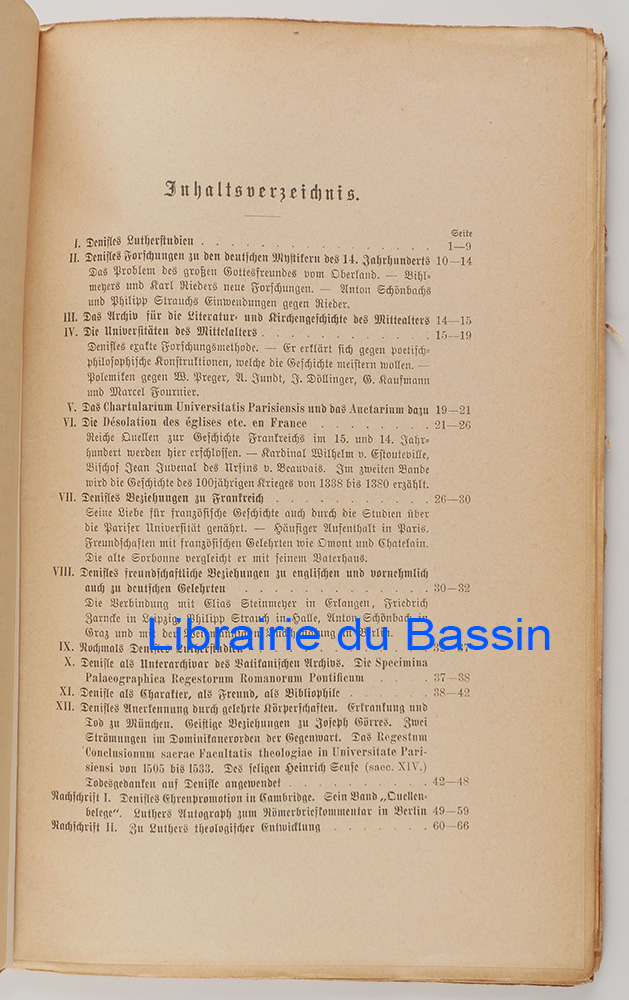 Inhaltsverzeichnis.
Seite
I. Denifles Lutherstudien . . . . . . . . . . . . . . . . 1—9
II. Denifles Forschungen zu den deutschen Mystikern des 14. Jahrhunderts 10—14
Das Problem des großen Gottesfreundes vom Oberland. — Bihl-
meyers und Karl Rieders neue Forschungen. — Anton Schönbachs
und Philipp Strauchs Einwendungen gegen Rieder.
III. Das Archiv für die Literatur- und Kirchengeschichte des Mittealters 14—15
IV. Die Universitäten des Mittelalters . . . . . . . . . . . . 15—19
Denifles exakte Forschungsmethode. — Er erklärt sich gegen poetisch-
philosophische Konstruktionen, welche die Geschichte meistern wollen. —
Polemiken gegen W. Preger, A. Jundt, J. Döllinger, G. Kaufmann
und Marcel Fournier.
V. Das Chartularium Universitatis Parisiensis und das Auctarium dazu 19—21
VI. Die Désolation des églises etc. en France . . . . . . . . 21—26
Reiche Quellen zur Geschichte Frankreichs im 15. und 14. Jahr-
hundert werden hier erschlossen. — Kardinal Wilhelm v. Estouteville,
Bischof Jean Juvenal des Ursins v. Beauvais. Im zweiten Bande
wird die Geschichte des 100jährigen Krieges von 1338 bis 1380 erzählt.
VII. Denifles Beziehungen zu Frankreich . . . . . . . . . . . 26—30
Seine Liebe für französische Geschichte auch durch die Studien über
die Pariser Universität genährt. — Häufiger Aufenthalt in Paris.
Freundschaften mit französischen Gelehrten wie Omont und Chatelain.
Die alte Sorbonne vergleicht er mit seinem Vaterhaus.
VIII. Denifles freundschaftliche Beziehungen zu englischen und vornehmlich
auch zu deutschen Gelehrten . . . . . . . . . . . . . 30—32
Die Verbindung mit Elias Steinmeyer in Erlangen, Friedrich
Zarncke in Leipzig, Philipp Strauch in Halle, Anton Schönbach in
Graz und mit der Weidmannschen Buchhandlung in Berlin.
Librairie du Bassin
IX. Nochmals Denifles Lutherstudien 32—37
X. Denifle als Unterarchivar des Vatikanischen Archivs. Die Specimina
Palaeographica Regestorum Romanorum Pontificum . . . . 37—38
XI. Denifle als Charakter, als Freund, als Bibliophile . . . . . . 38—42
XII. Denifles Anerkennung durch gelehrte Körperschaften. Erkrankung und
Tod zu München. Geistige Beziehungen zu Joseph Görres. Zwei
Strömungen im Dominikanerorden der Gegenwart. Das Regestum
Conclusionum sacrae Facultatis theologiae in Universitate Pari-
siensi von 1505 bis 1533. Des seligen Heinrich Seuse (saec. XIV.)
Todesgedanken auf Denifle angewendet . . . . . . . . . . 42—48
Nachschrift I. Denifles Ehrenpromotion in Cambridge. Sein Band „Quellen-
belege“. Luthers Autograph zum Römerbriefkommentar in Berlin 49—59
Nachschrift II. Zu Luthers theologischer Entwicklung . . . . . . . 60—66